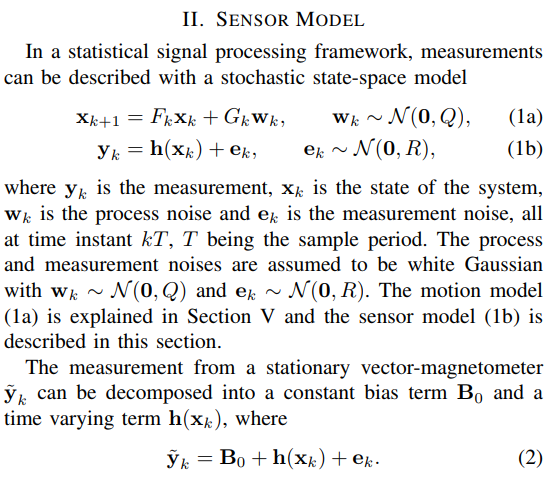 II. SENSOR MODEL
In a statistical signal processing framework, measurements
can be described with a stochastic state-space model
x_{k+1} = F_k x_k + G_k w_k, w_k ∼ N(0, Q), (1a)
y_k = h(x_k) + e_k, e_k ∼ N(0, R), (1b)
where y_k is the measurement, x_k is the state of the system,
w_k is the process noise and e_k is the measurement noise, all
at time instant kT, T being the sample period. The process
and measurement noises are assumed to be white Gaussian
with w_k ∼ N(0, Q) and e_k ∼ N(0, R). The motion model
(1a) is explained in Section V and the sensor model (1b) is
described in this section.
The measurement from a stationary vector-magnetometer
ỹ_k can be decomposed into a constant bias term B_0 and a
time varying term h(x_k), where
ỹ_k = B_0 + h(x_k) + e_k. (2)